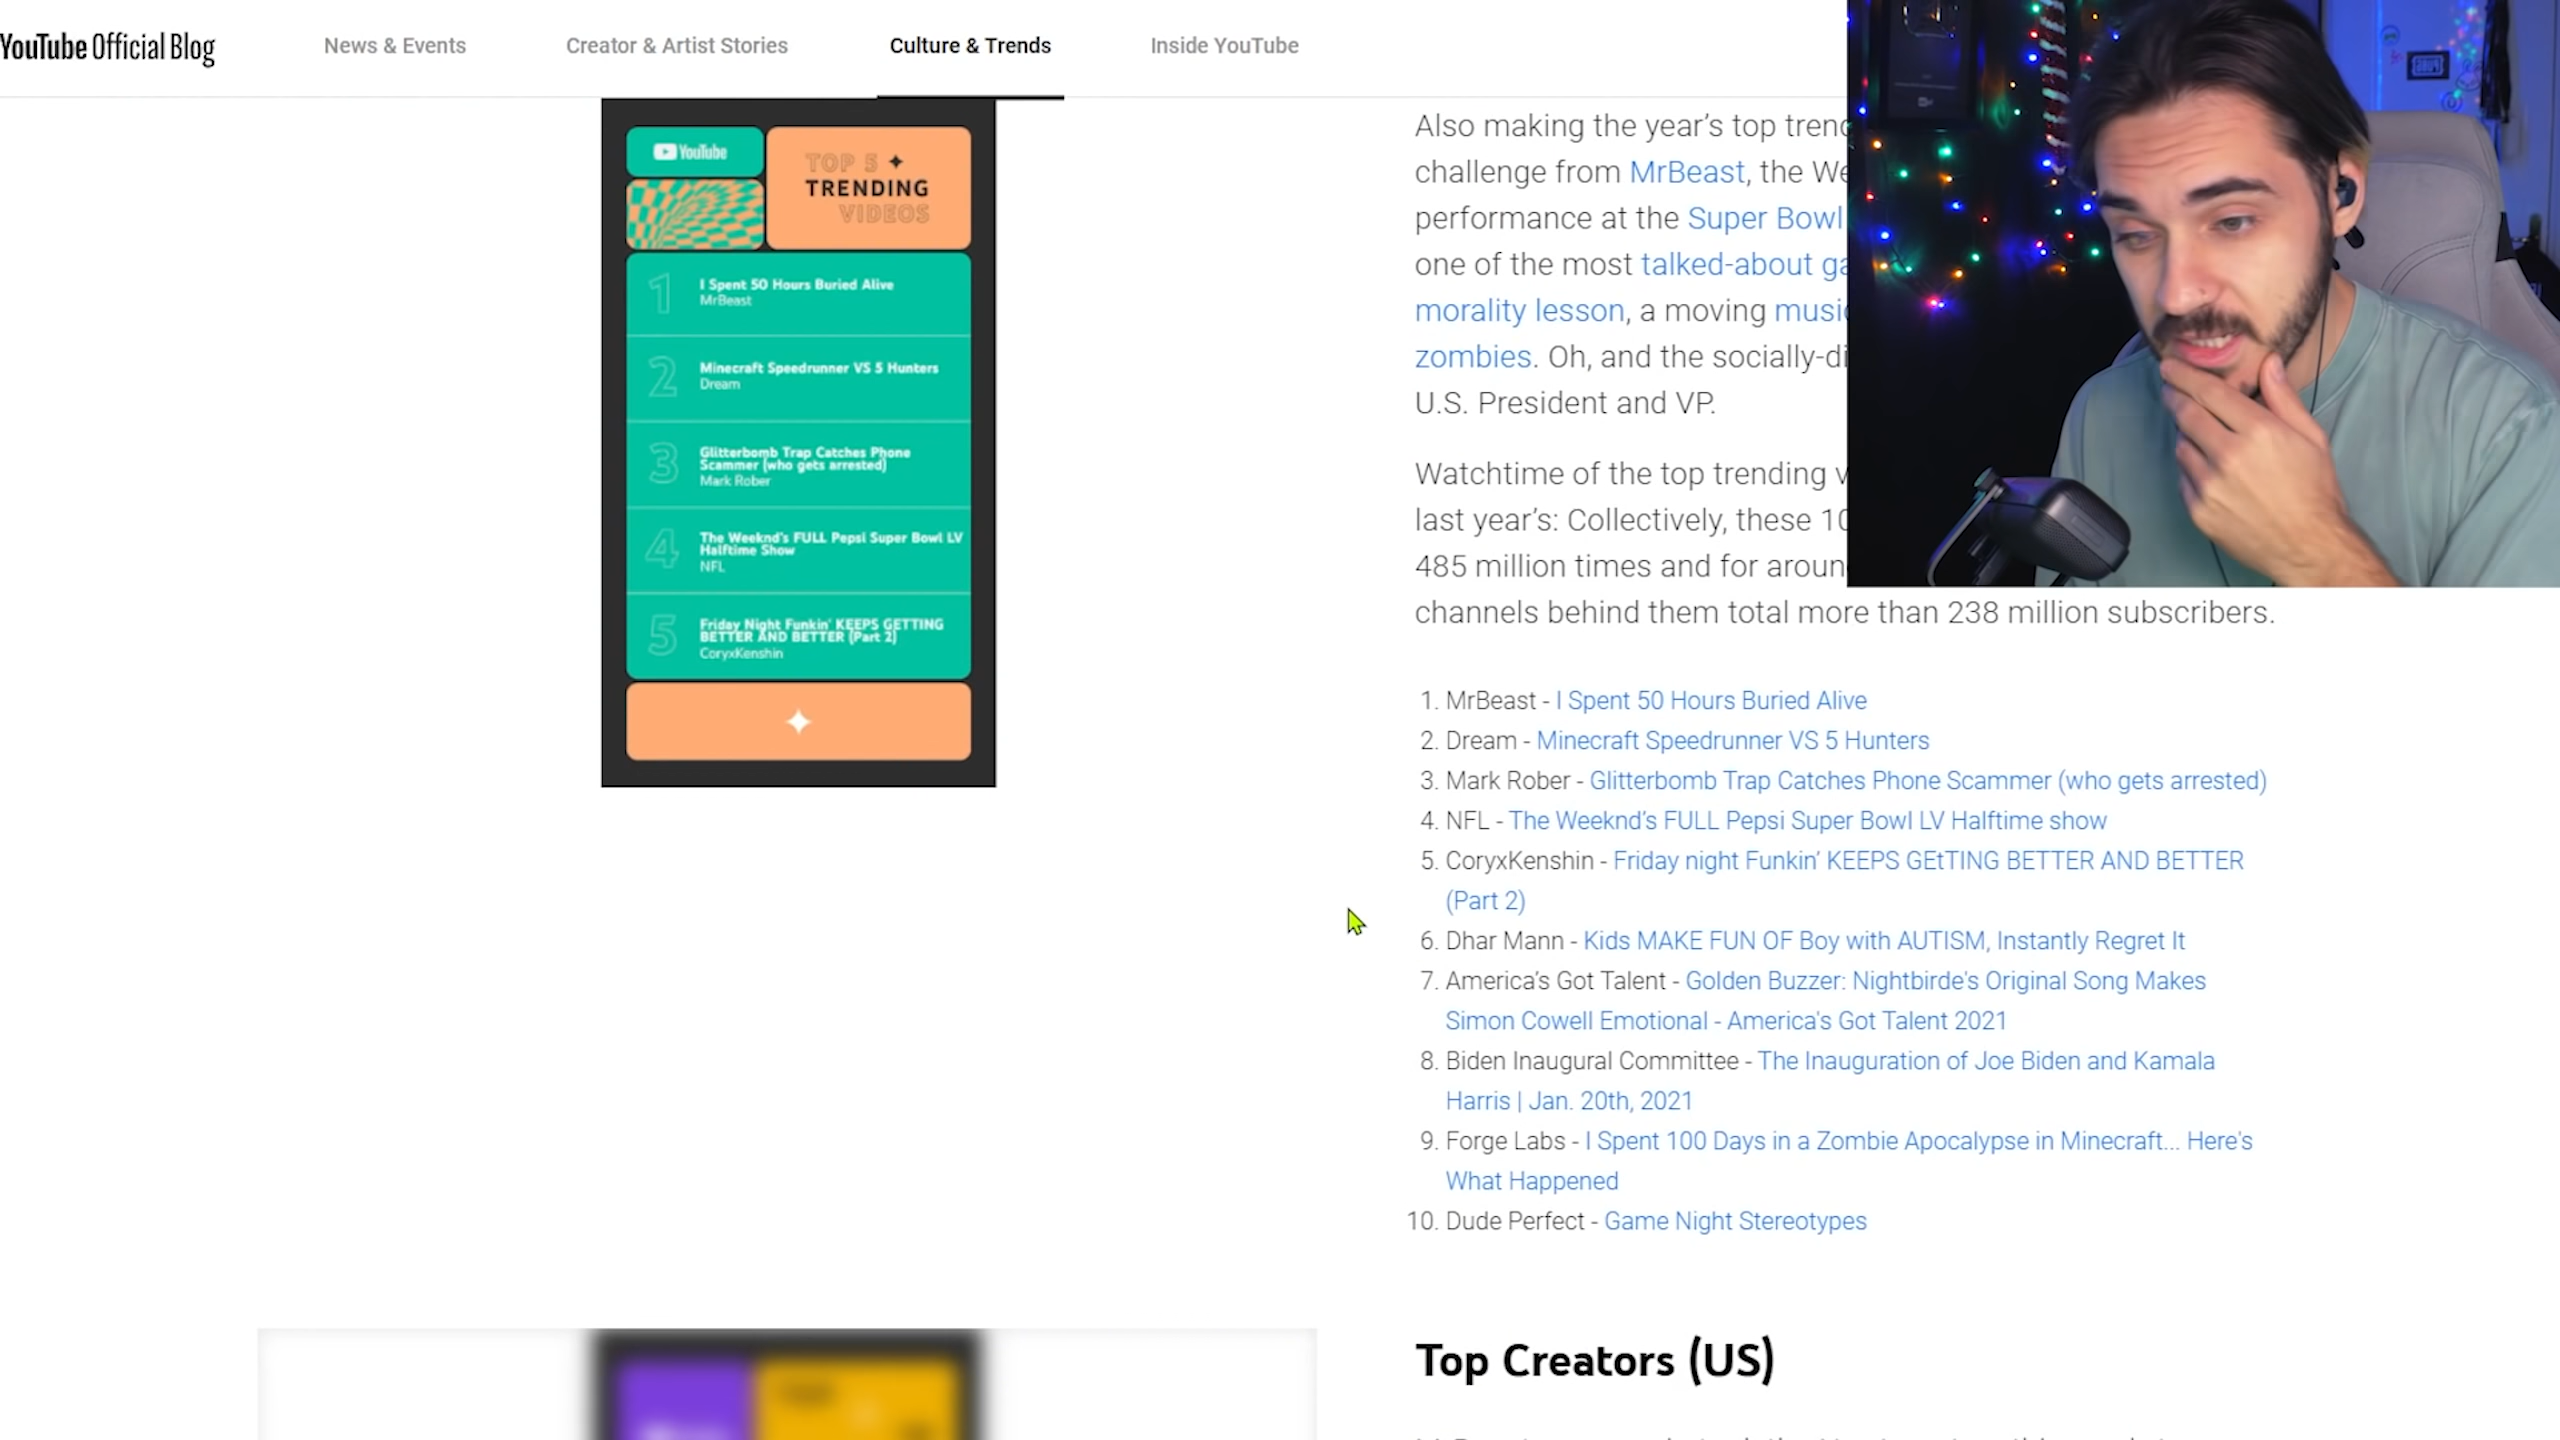 YouTube Official Blog
News & Events
Creator & Artist Stories
Culture & Trends
Inside YouTube
YouTube
TOP 5
TRENDING
VIDEOS
1
I Spent 50 Hours Buried Alive
MrBeast
2
Minecraft Speedrunner VS 5 Hunters
Dream
3
Glitterbomb Trap Catches Phone
Scammer (who gets arrested)
Mark Rober
4
The Weeknd's FULL Pepsi Super Bowl LV
Halftime Show
NFL
5
Friday Night Funkin' KEEPS GETTING
BETTER AND BETTER (Part 2)
CoryxKenshin
Also making the year's top
challenge from MrBeast, the
performance at the Super Bowl
one of the most talked-about
morality lesson, a moving
zombies. Oh, and the
U.S. President and VP.
Watchtime of the top trending
last year's: Collectively, these 10
485 million times and for
channels behind them total more than 238 million subscribers.
1. MrBeast - I Spent 50 Hours Buried Alive
2. Dream - Minecraft Speedrunner VS 5 Hunters
3. Mark Rober - Glitterbomb Trap Catches Phone Scammer (who gets arrested)
4. NFL - The Weeknd's FULL Pepsi Super Bowl LV Halftime show
5. CoryxKenshin - Friday night Funkin' KEEPS GEtTING BETTER AND BETTER
(Part 2)
6. Dhar Mann - Kids MAKE FUN OF Boy with AUTISM, Instantly Regret It
7. America's Got Talent - Golden Buzzer: Nightbirde's Original Song Makes
Simon Cowell Emotional - America's Got Talent 2021
8. Biden Inaugural Committee - The Inauguration of Joe Biden and Kamala
Harris | Jan. 20th, 2021
9. Forge Labs - I Spent 100 Days in a Zombie Apocalypse in Minecraft... Here's
What Happened
10. Dude Perfect - Game Night Stereotypes
Top Creators (US)